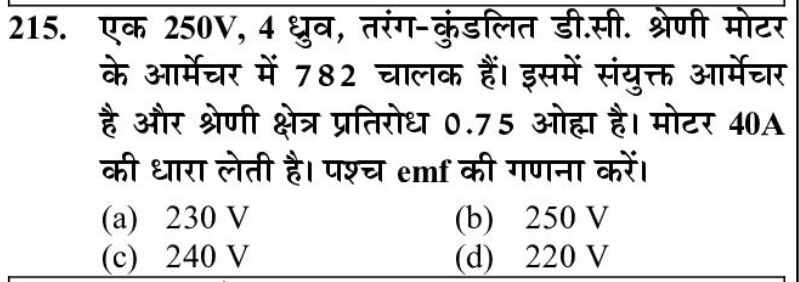 215. एक 250V, 4 ध्रुव, तरंग-कुंडलित डी.सी. श्रेणी मोटर
के आर्मेचर में 782 चालक हैं। इसमें संयुक्त आर्मेचर
है और श्रेणी क्षेत्र प्रतिरोध 0.75 ओह्म है। मोटर 40A
की धारा लेती है। पश्च emf की गणना करें।
(a) 230 V (b) 250 V
(c) 240 V (d) 220 V